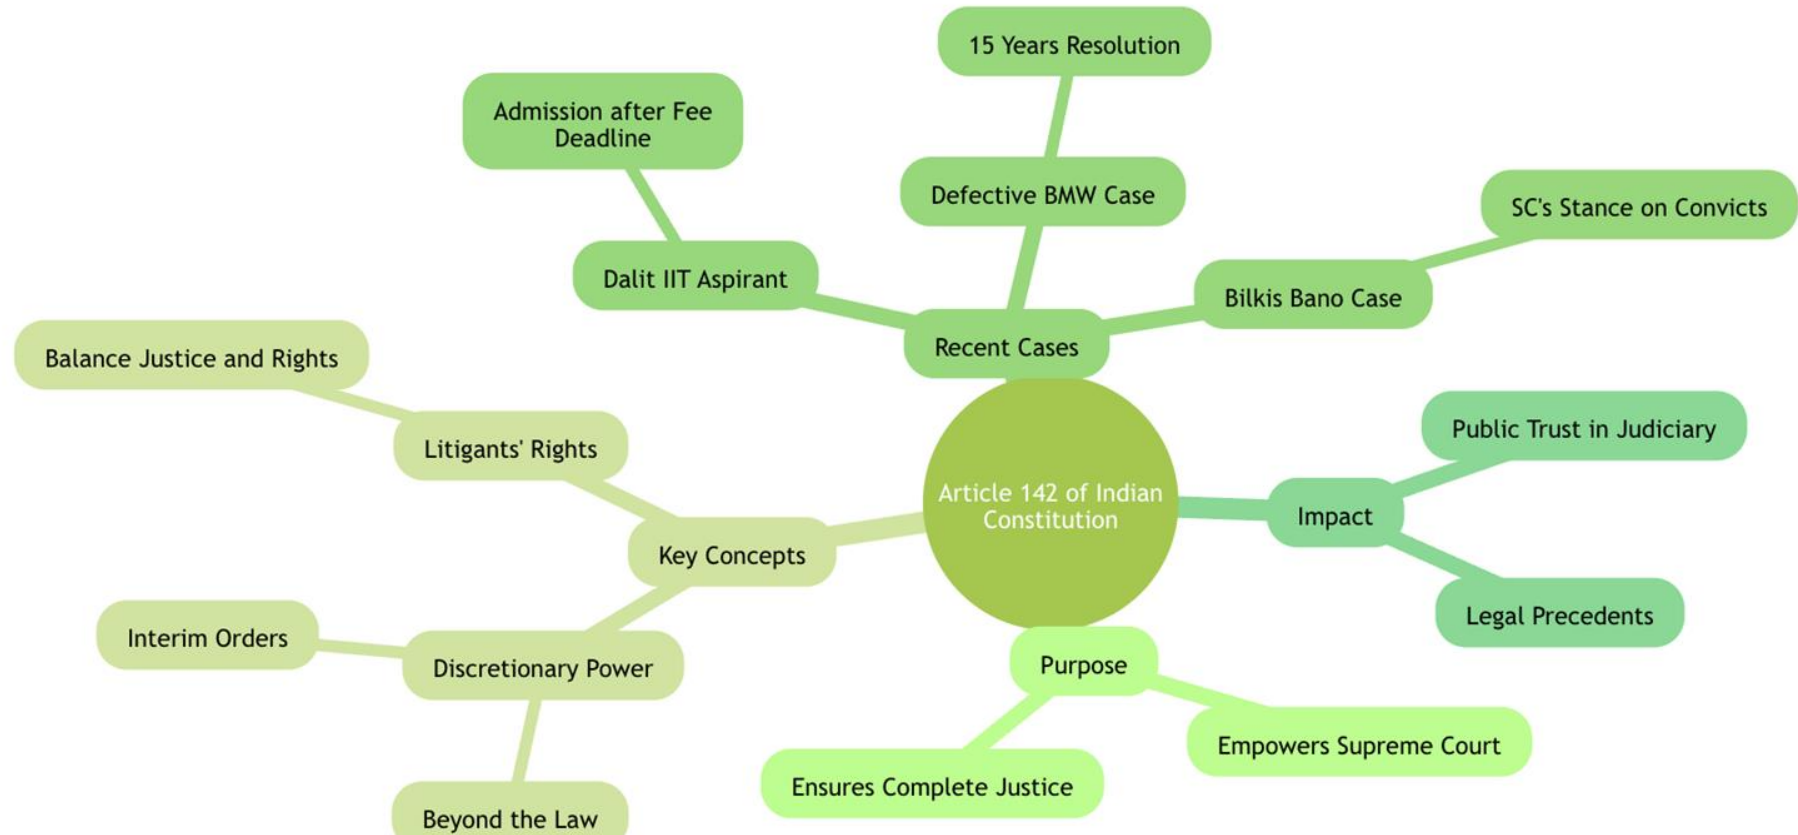 15 Years Resolution
Admission after Fee
Deadline
Defective BMW Case
SC's Stance on Convicts
Dalit IIT Aspirant
Bilkis Bano Case
Recent Cases
Balance Justice and Rights
Litigants' Rights
Public Trust in Judiciary
Article 142 of Indian
Constitution
Impact
Key Concepts
Legal Precedents
Interim Orders
Discretionary Power
Purpose
Empowers Supreme Court
Ensures Complete Justice
Beyond the Law